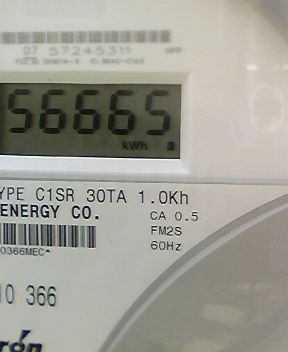 07 57245311
56665
kWh
YPE C1SR 30TA 1.0Kh
ENERGY CO.
CA 0.5
FM2S
60Hz
0366MEC*
10 366
rón